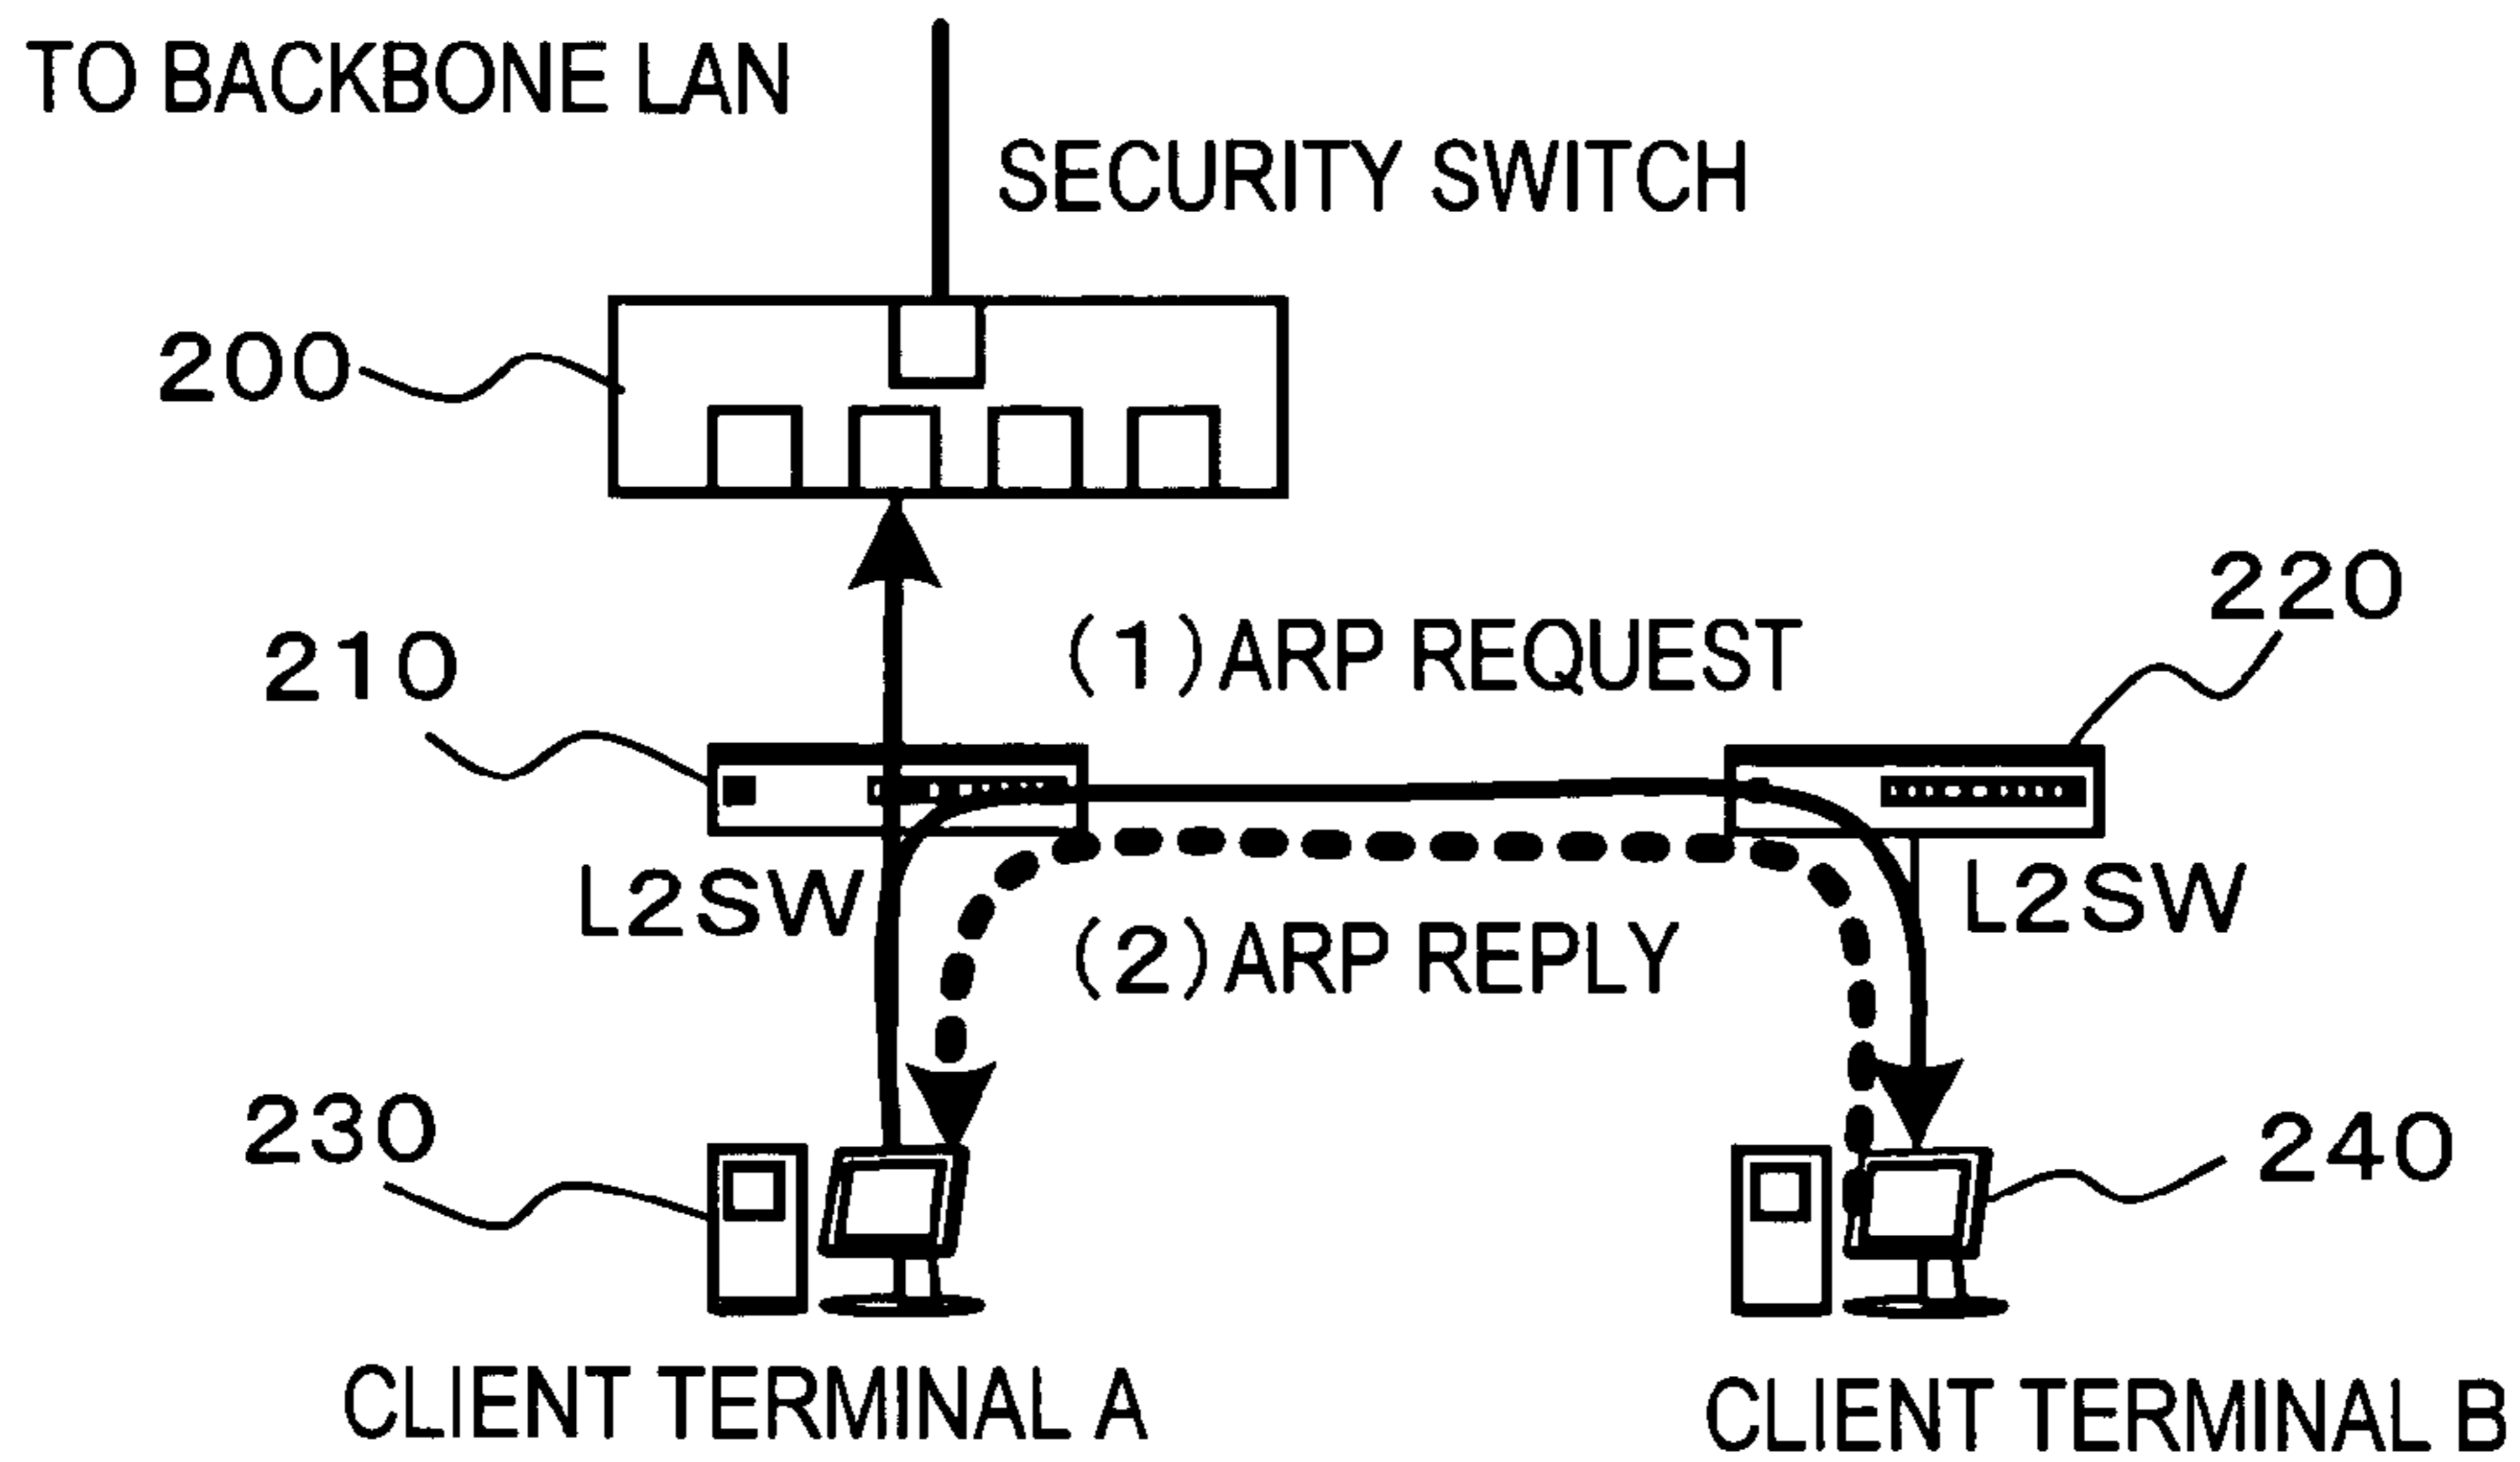 TO BACKBONE LAN
SECURITY SWITCH
200
220
210
(1)ARP REQUEST
L2SW
L2SW
(2)ARP REPLY
230
240
CLIENT TERMINAL A
CLIENT TERMINAL B